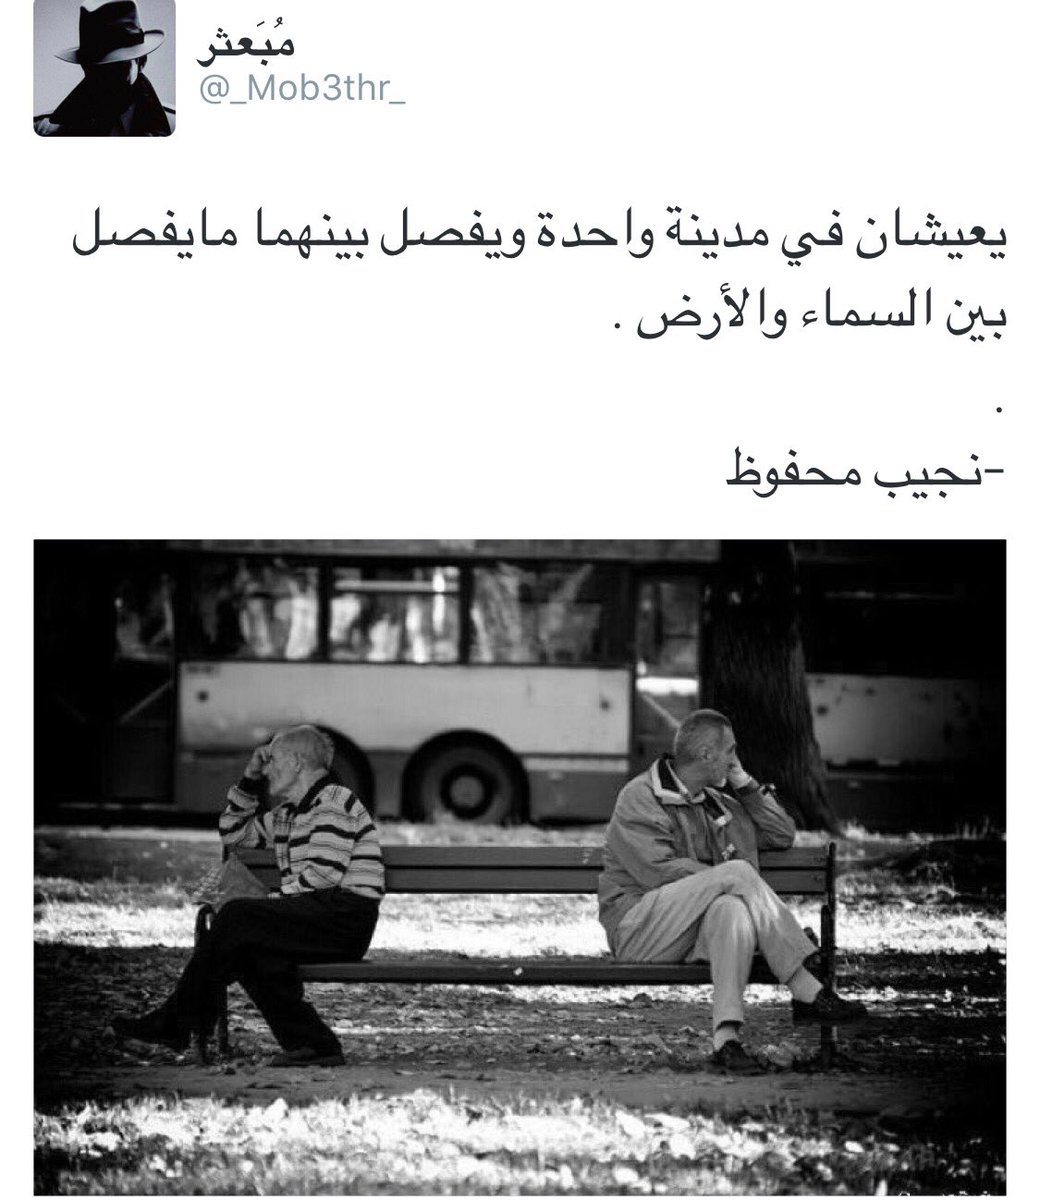 مُبَعثر
@_Mob3thr_
يعيشان في مدينة واحدة ويفصل بينهما مايفصل
بين السماء والأرض .
.
-نجيب محفوظ